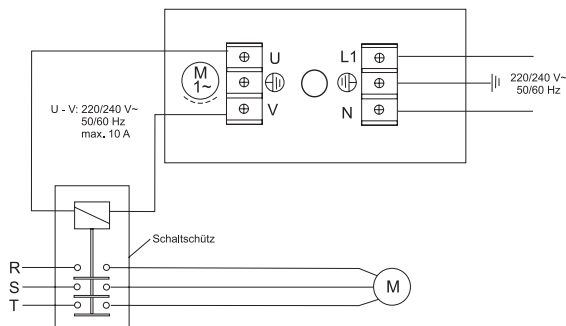 U
L1
M
1~
220/240 V~
50/60 Hz
V
N
U - V: 220/240 V~
50/60 Hz
max. 10 A
Schaltschütz
R
S
T
M